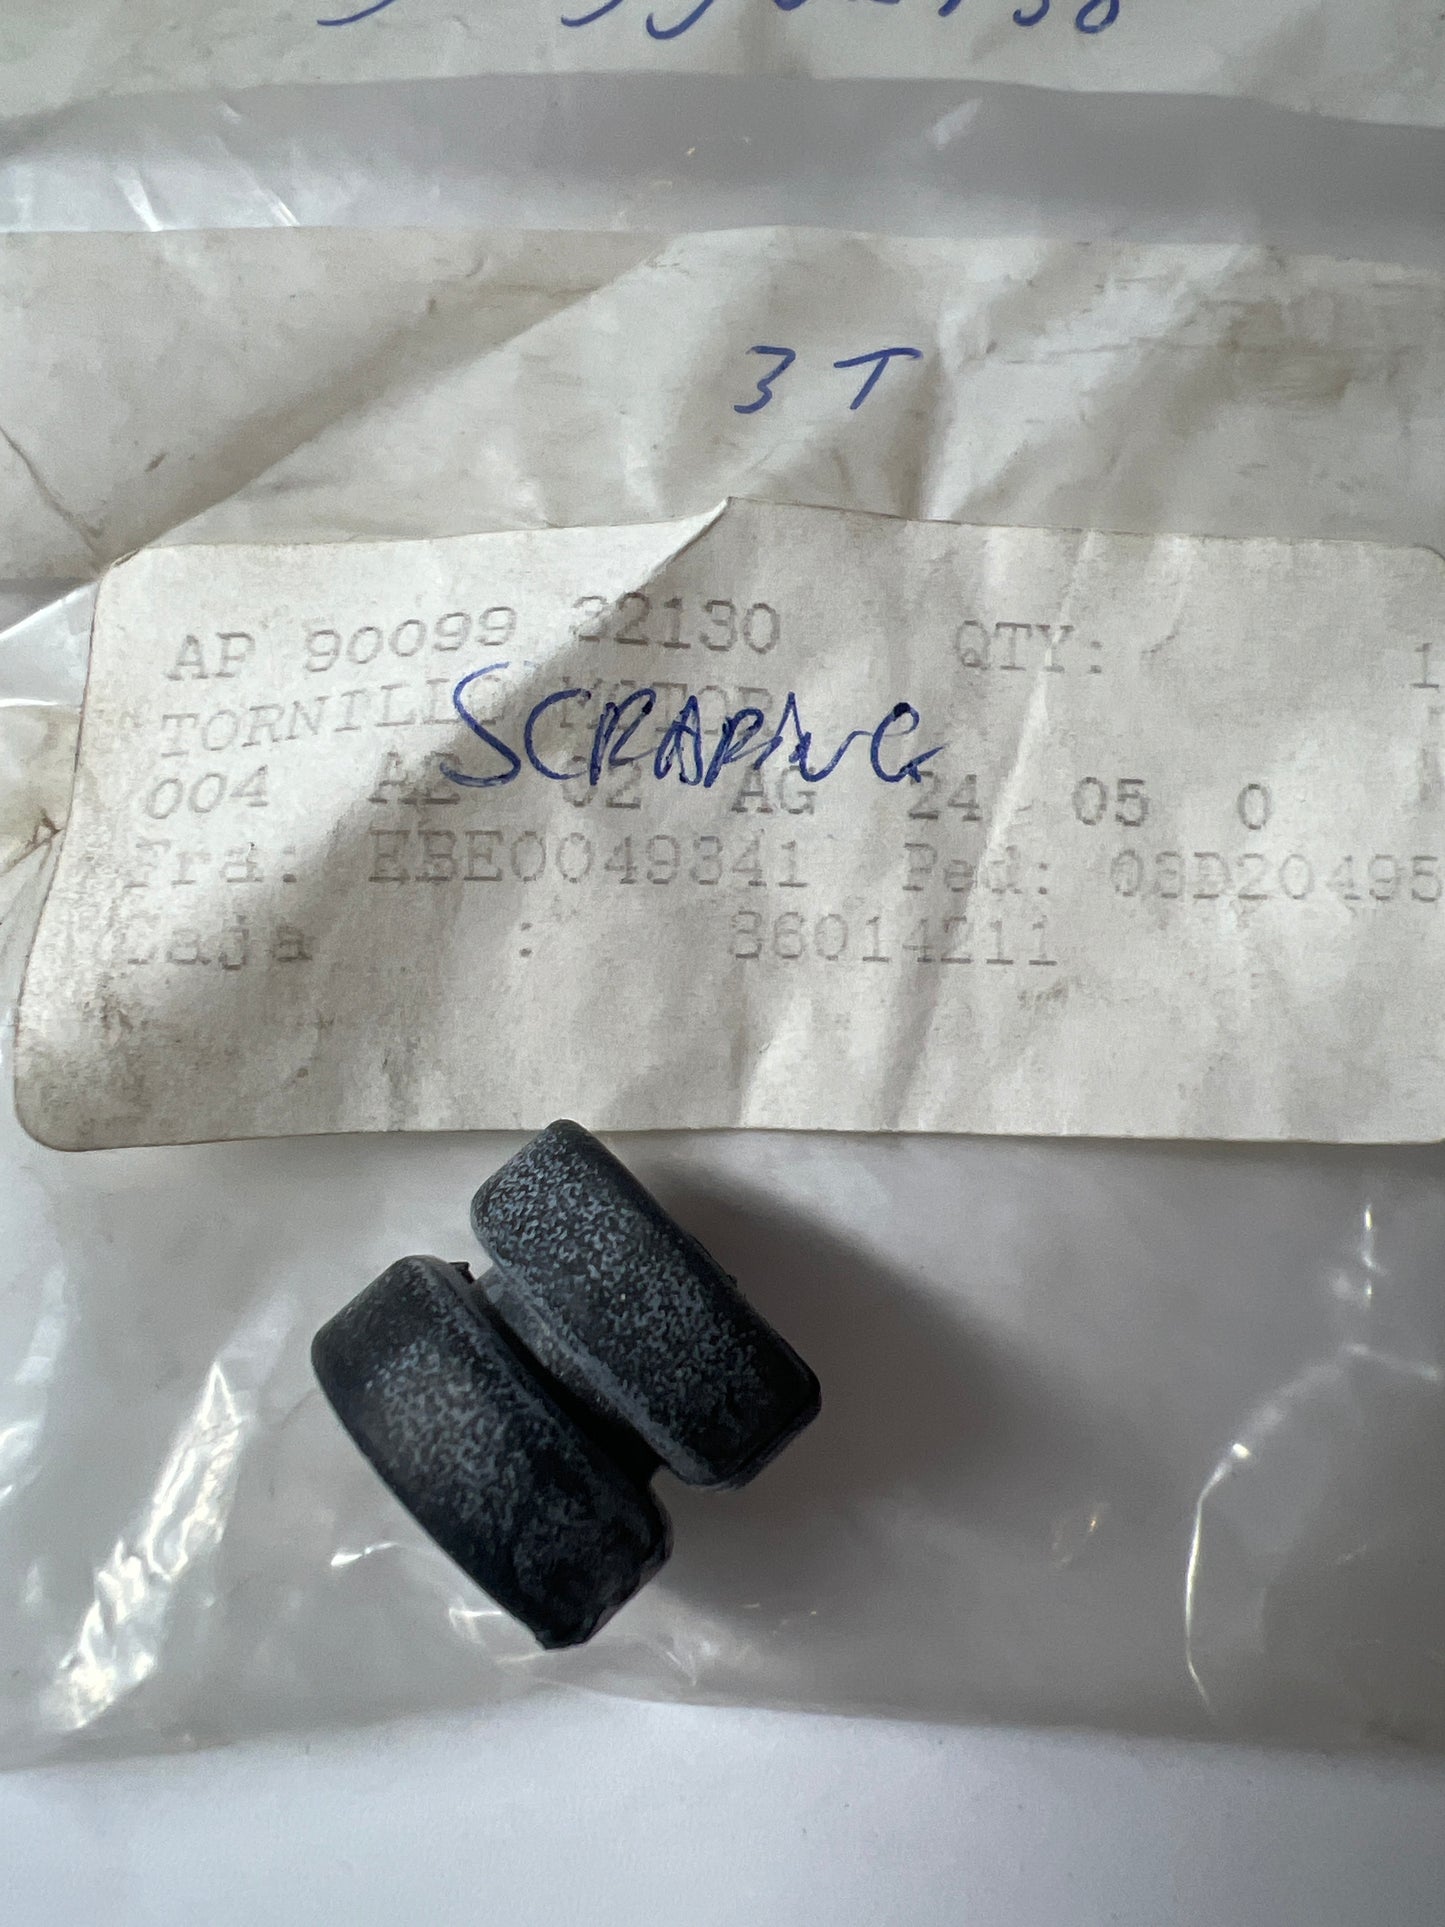 3 T
AP 90099 32130 QTY: 1
TORNILLO MOTOR
SCRAPING
004 AE 02 AG 24 05 0
Fra: EBE0049341 Ped: 03D20495
Caja : 36014211